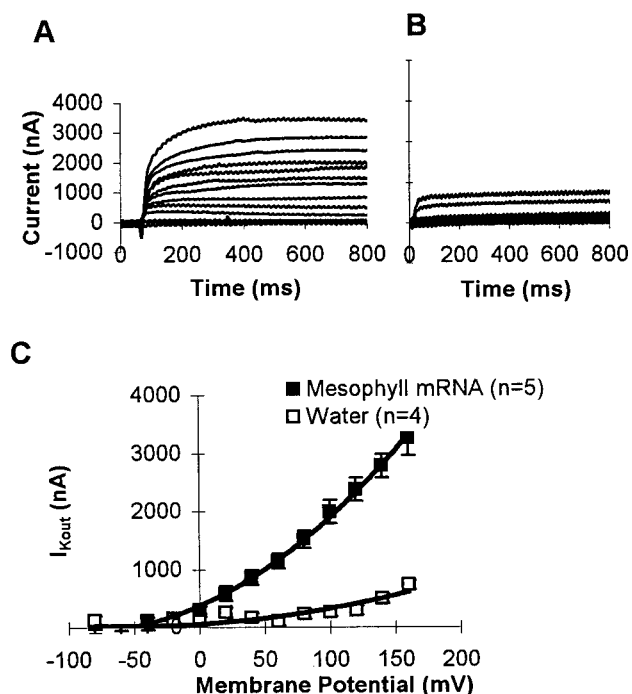 A
B
4000
3000
2000
1000
0
-1000
Current (nA)
0 200 400 600 800
Time (ms)
0 200 400 600 800
Time (ms)
C
Mesophyll mRNA (n=5)
Water (n=4)
4000
3000
2000
1000
0
IKout (nA)
-100 -50 0 50 100 150 200
Membrane Potential (mV)